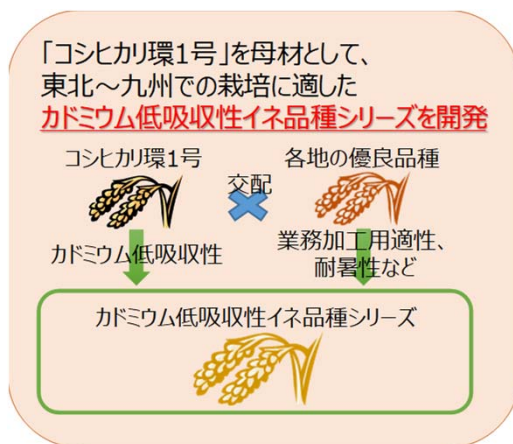 「コシヒカリ環1号」を母材として、
東北～九州での栽培に適した
カドミウム低吸収性イネ品種シリーズを開発
コシヒカリ環1号
各地の優良品種
交配
カドミウム低吸収性
業務加工用適性、
耐暑性など
カドミウム低吸収性イネ品種シリーズ